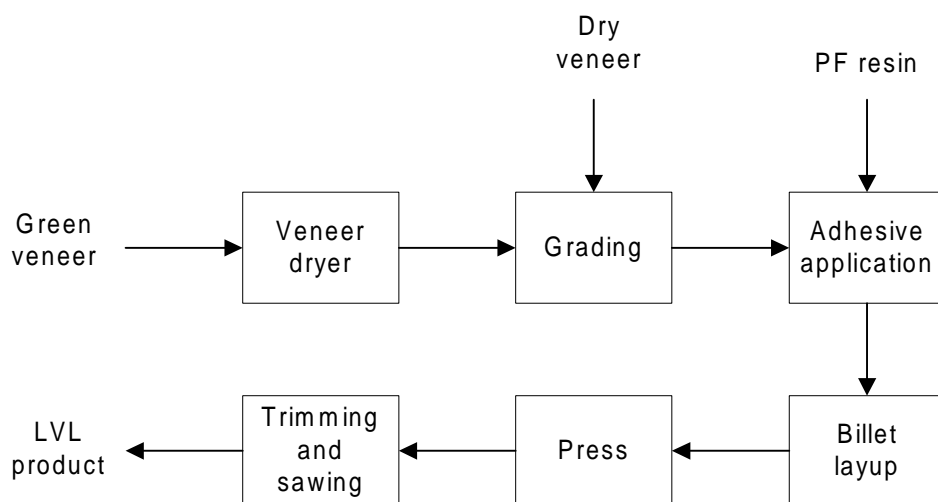 Dry
veneer
PF resin
Green
veneer
Veneer
dryer
Grading
Adhesive
application
LVL
product
Trimming
and
sawing
Press
Billet
layup